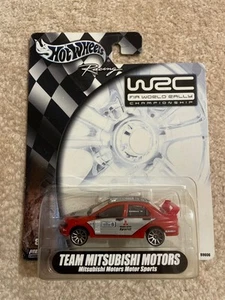 Hot Wheels
Racing
WRC
FIA WORLD RALLY
CHAMPIONSHIP
TEAM MITSUBISHI MOTORS
Mitsubishi Motors Motor Sports